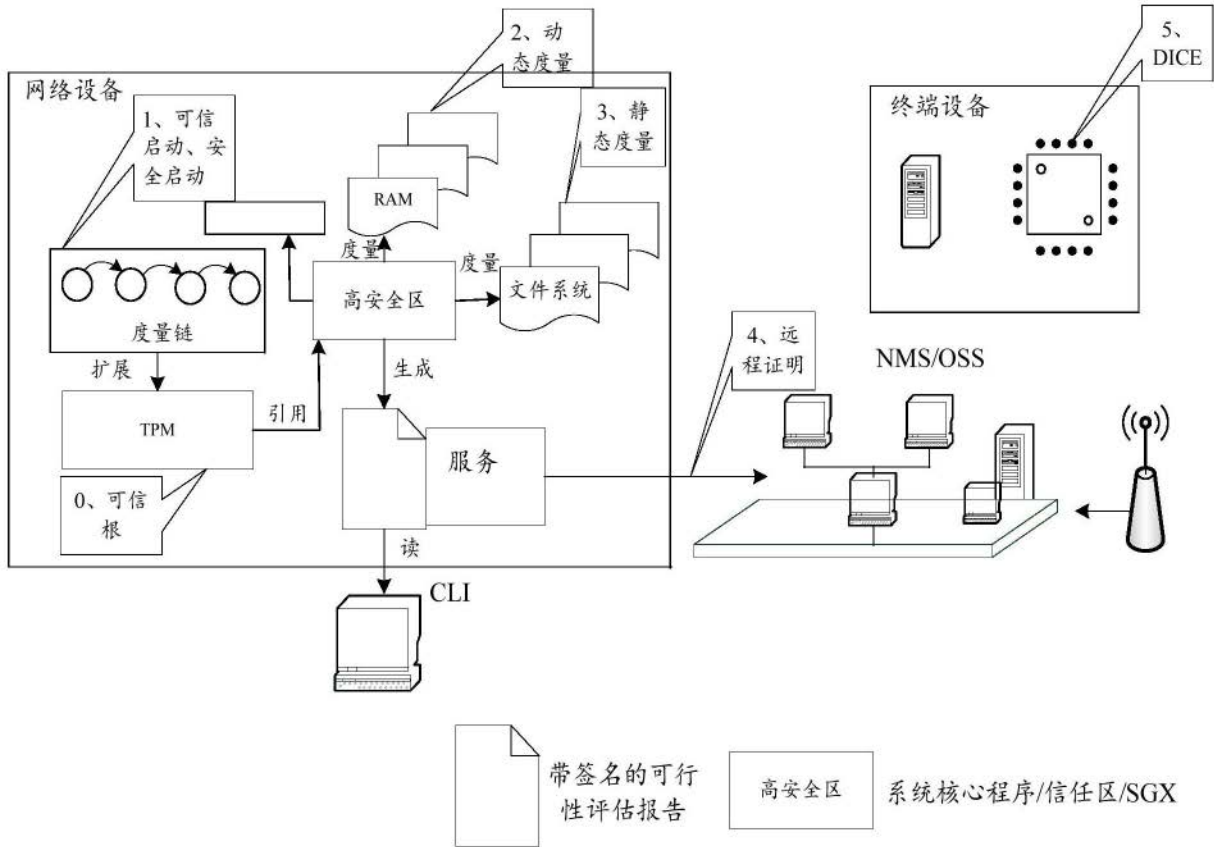 2、动
态度量
5、
DICE
网络设备
3、静
态度量
终端设备
1、可信
启动、安
全启动
RAM
度量
度量
高安全区
文件系统
度量链
扩展
生成
4、远
程证明
NMS/OSS
TPM
引用
服务
0、可信
根
读
CLI
带签名的可行
性评估报告
高安全区
系统核心程序/信任区/SGX